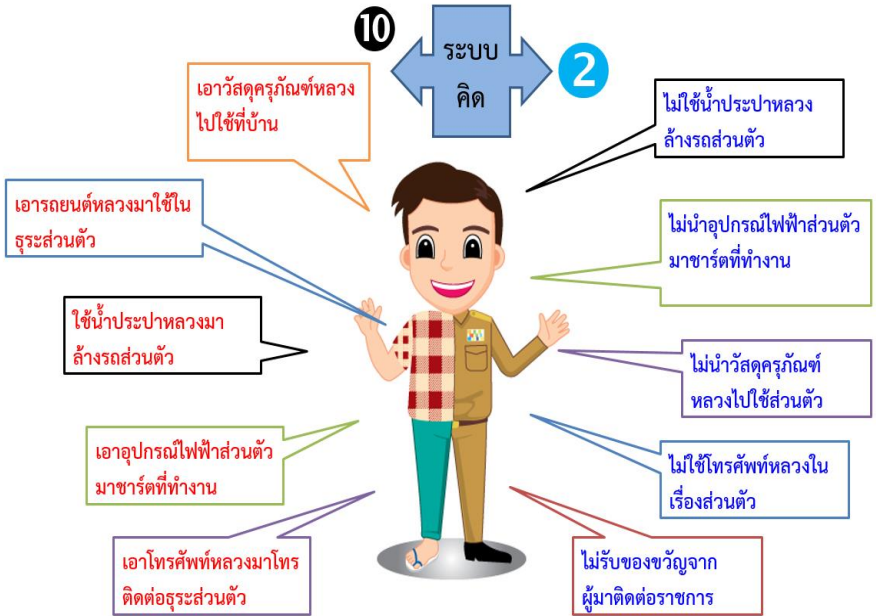 10
ระบบ
คิด
2
เอาวัสดุครุภัณฑ์หลวง
ไปใช้ที่บ้าน
เอารถยนต์หลวงมาใช้ใน
ธุระส่วนตัว
ใช้น้ำประปาหลวงมา
ล้างรถส่วนตัว
เอาอุปกรณ์ไฟฟ้าส่วนตัว
มาชาร์ตที่ทำงาน
เอาโทรศัพท์หลวงมาโทร
ติดต่อธุระส่วนตัว
ไม่ใช้น้ำประปาหลวง
ล้างรถส่วนตัว
ไม่นำอุปกรณ์ไฟฟ้าส่วนตัว
มาชาร์ตที่ทำงาน
ไม่นำวัสดุครุภัณฑ์
หลวงไปใช้ส่วนตัว
ไม่ใช้โทรศัพท์หลวงใน
เรื่องส่วนตัว
ไม่รับของขวัญจาก
ผู้มาติดต่อราชการ